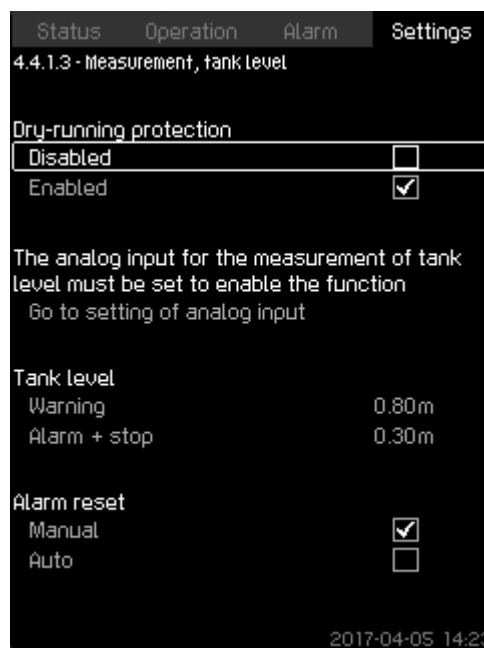 Status Operation Alarm Settings
4.4.1.3 - Measurement, tank level
Dry-running protection
Disabled
Enabled
The analog input for the measurement of tank
level must be set to enable the function
Go to setting of analog input
Tank level
Warning 0.80m
Alarm + stop 0.30m
Alarm reset
Manual
Auto
2017-04-05 14:23